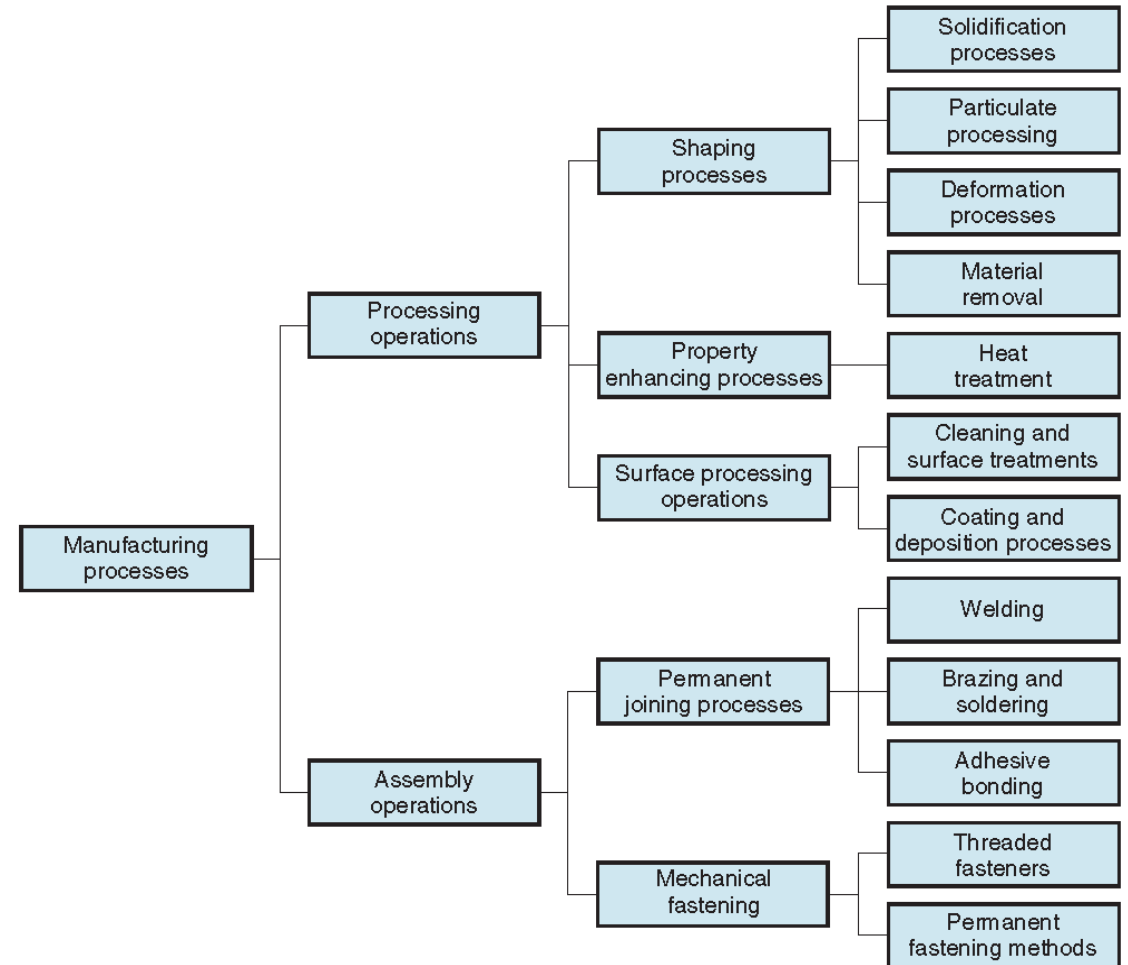 Solidification
processes
Particulate
processing
Shaping
processes
Deformation
processes
Material
removal
Processing
operations
Property
enhancing processes
Heat
treatment
Cleaning and
surface treatments
Surface processing
operations
Coating and
deposition processes
Manufacturing
processes
Welding
Permanent
joining processes
Brazing and
soldering
Adhesive
bonding
Assembly
operations
Threaded
fasteners
Mechanical
fastening
Permanent
fastening methods